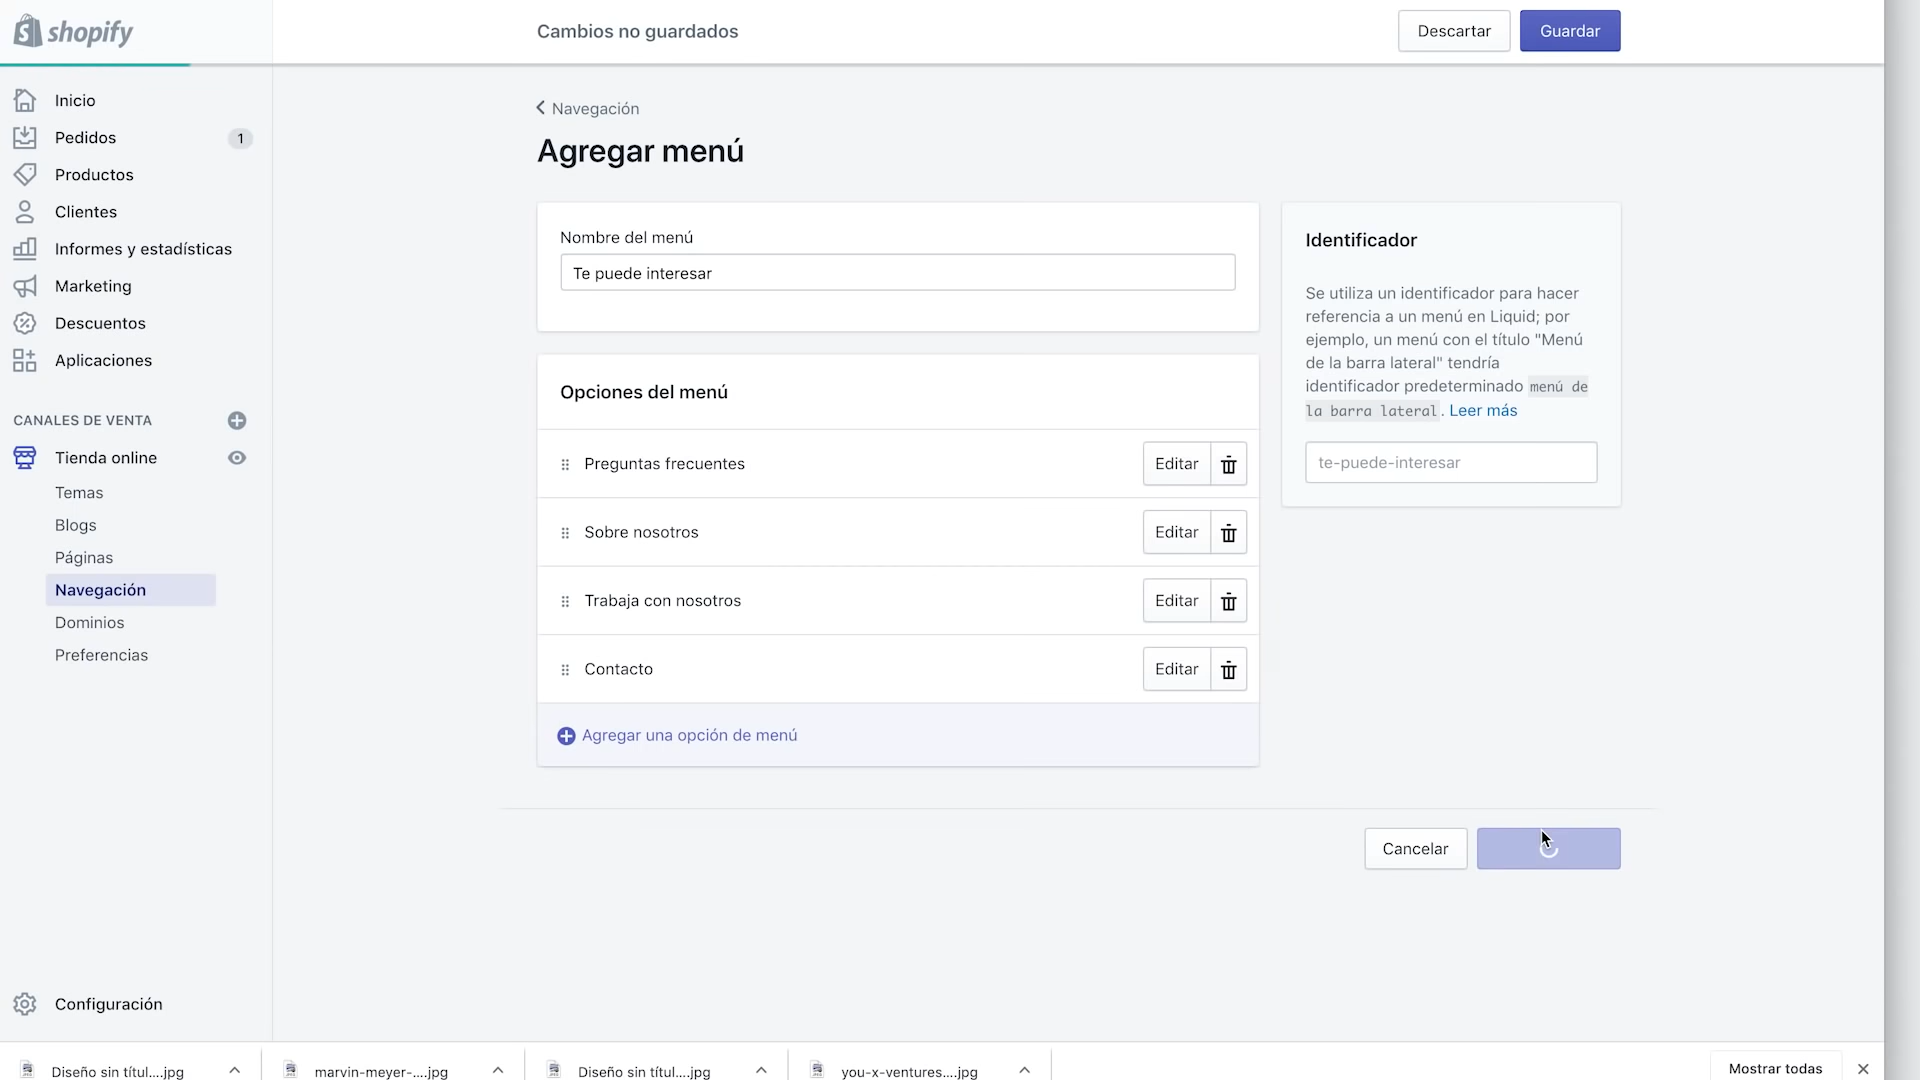 shopify
Cambios no guardados
Descartar
Guardar
Inicio
Pedidos
1
Productos
Clientes
Informes y estadísticas
Marketing
Descuentos
Aplicaciones
CANALES DE VENTA
Tienda online
Temas
Blogs
Páginas
Navegación
Dominios
Preferencias
Configuración
Navegación
Agregar menú
Nombre del menú
Te puede interesar
Opciones del menú
Preguntas frecuentes
Editar
Sobre nosotros
Editar
Trabaja con nosotros
Editar
Contacto
Editar
Agregar una opción de menú
Identificador
Se utiliza un identificador para hacer
referencia a un menú en Liquid; por
ejemplo, un menú con el título "Menú
de la barra lateral" tendría
identificador predeterminado menú de
la barra lateral. Leer más
te-puede-interesar
Cancelar
Diseño sin títul....jpg
marvin-meyer-....jpg
Diseño sin títul....jpg
you-x-ventures....jpg
Mostrar todas